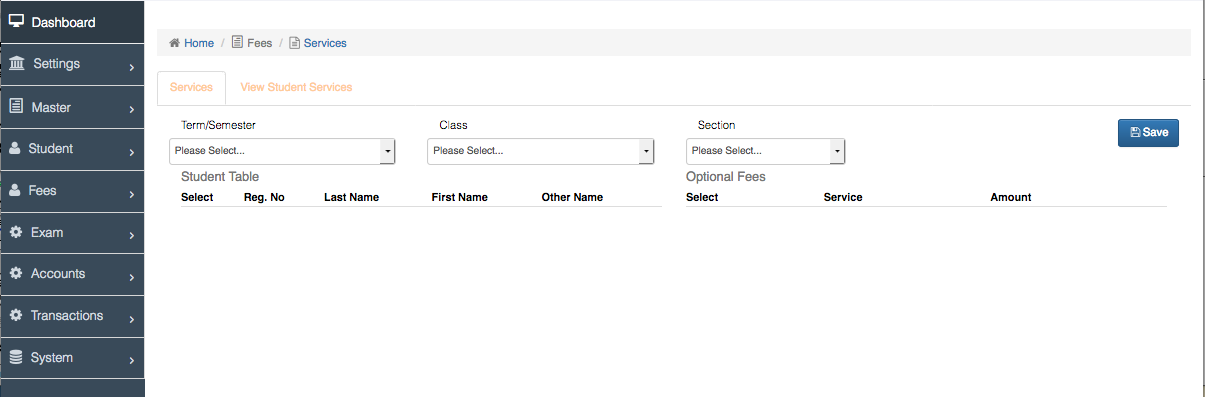 Dashboard
Settings
Master
Student
Fees
Exam
Accounts
Transactions
System
Home / Fees / Services
Services View Student Services
Term/Semester Class Section
Please Select... Please Select... Please Select... Save
Student Table Optional Fees
Select Reg. No Last Name First Name Other Name Select Service Amount